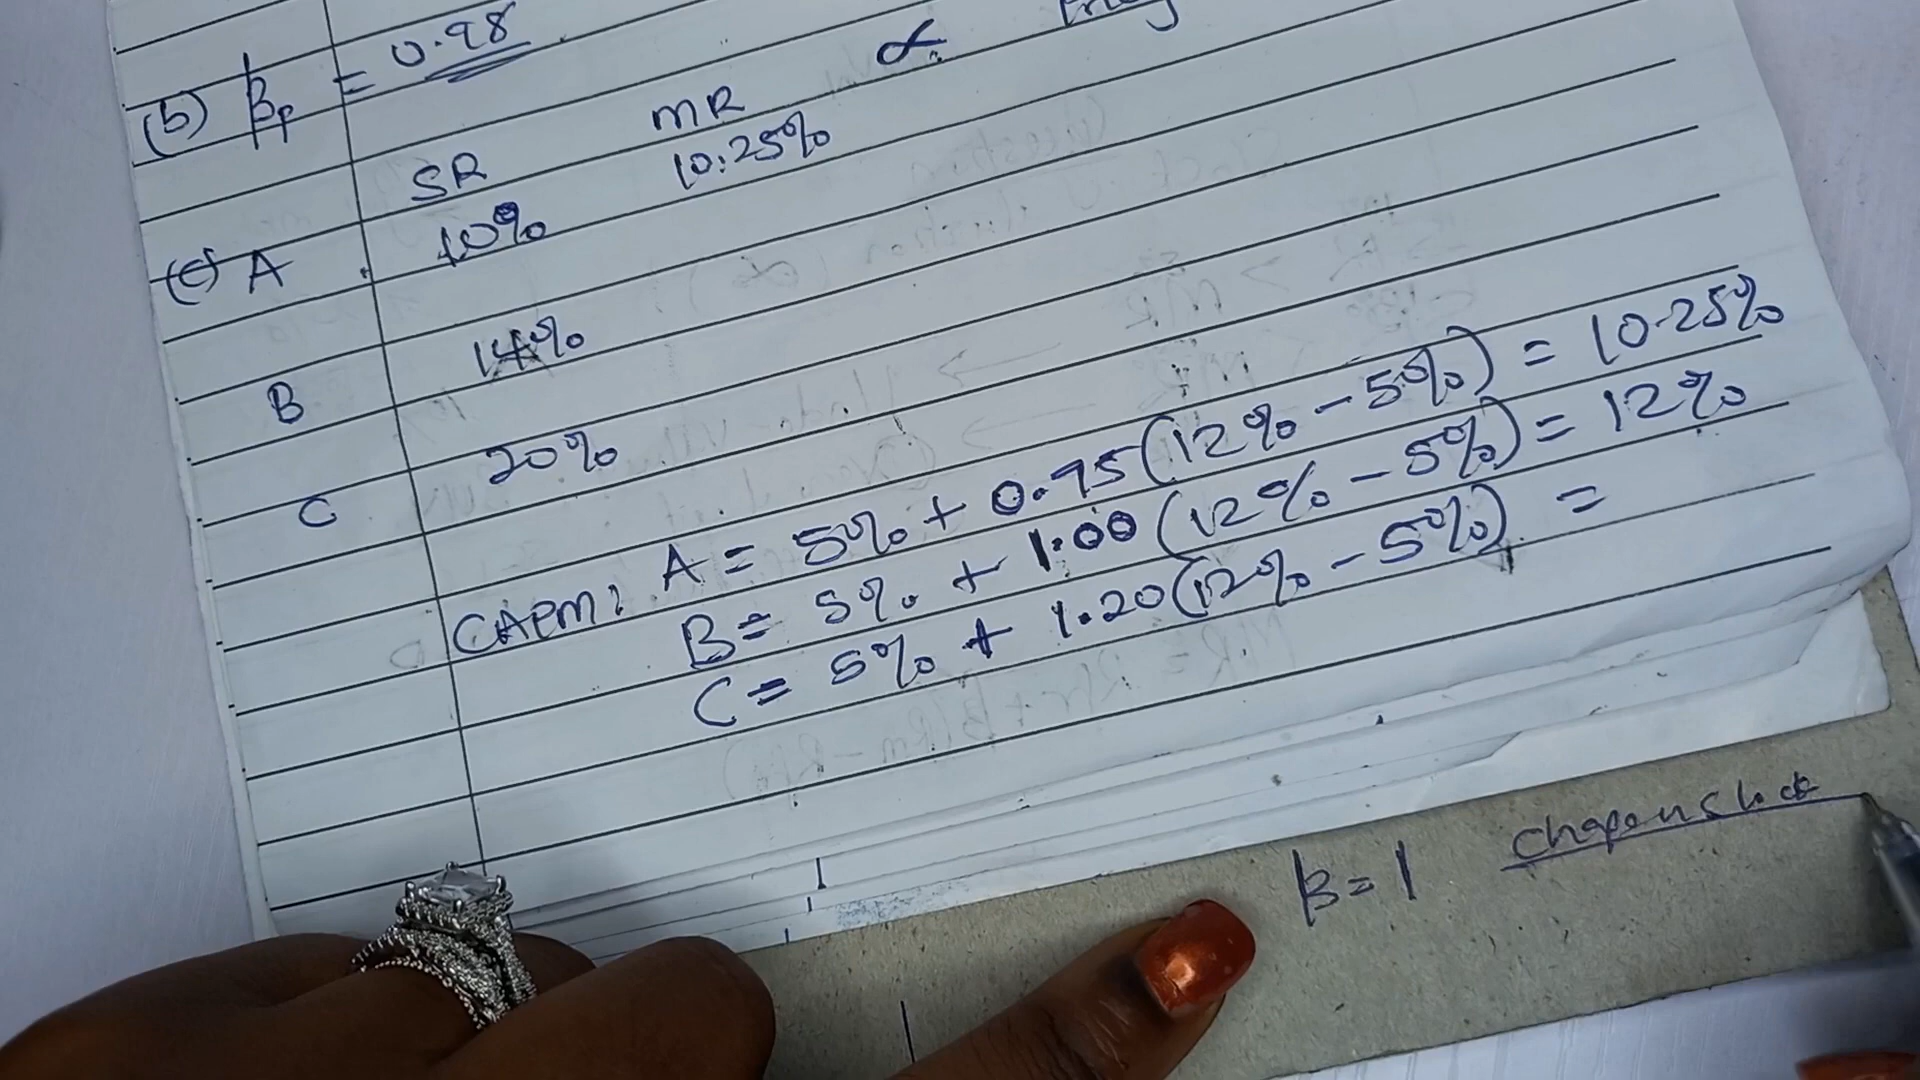 (b) βp = 0.98
SR MR α
(c) A 10% 10.25%
B 14%
C 20%
CAPM: A = 5% + 0.75(12% - 5%) = 10.25%
B = 5% + 1.00(12% - 5%) = 12%
C = 5% + 1.20(12% - 5%) =
β = 1